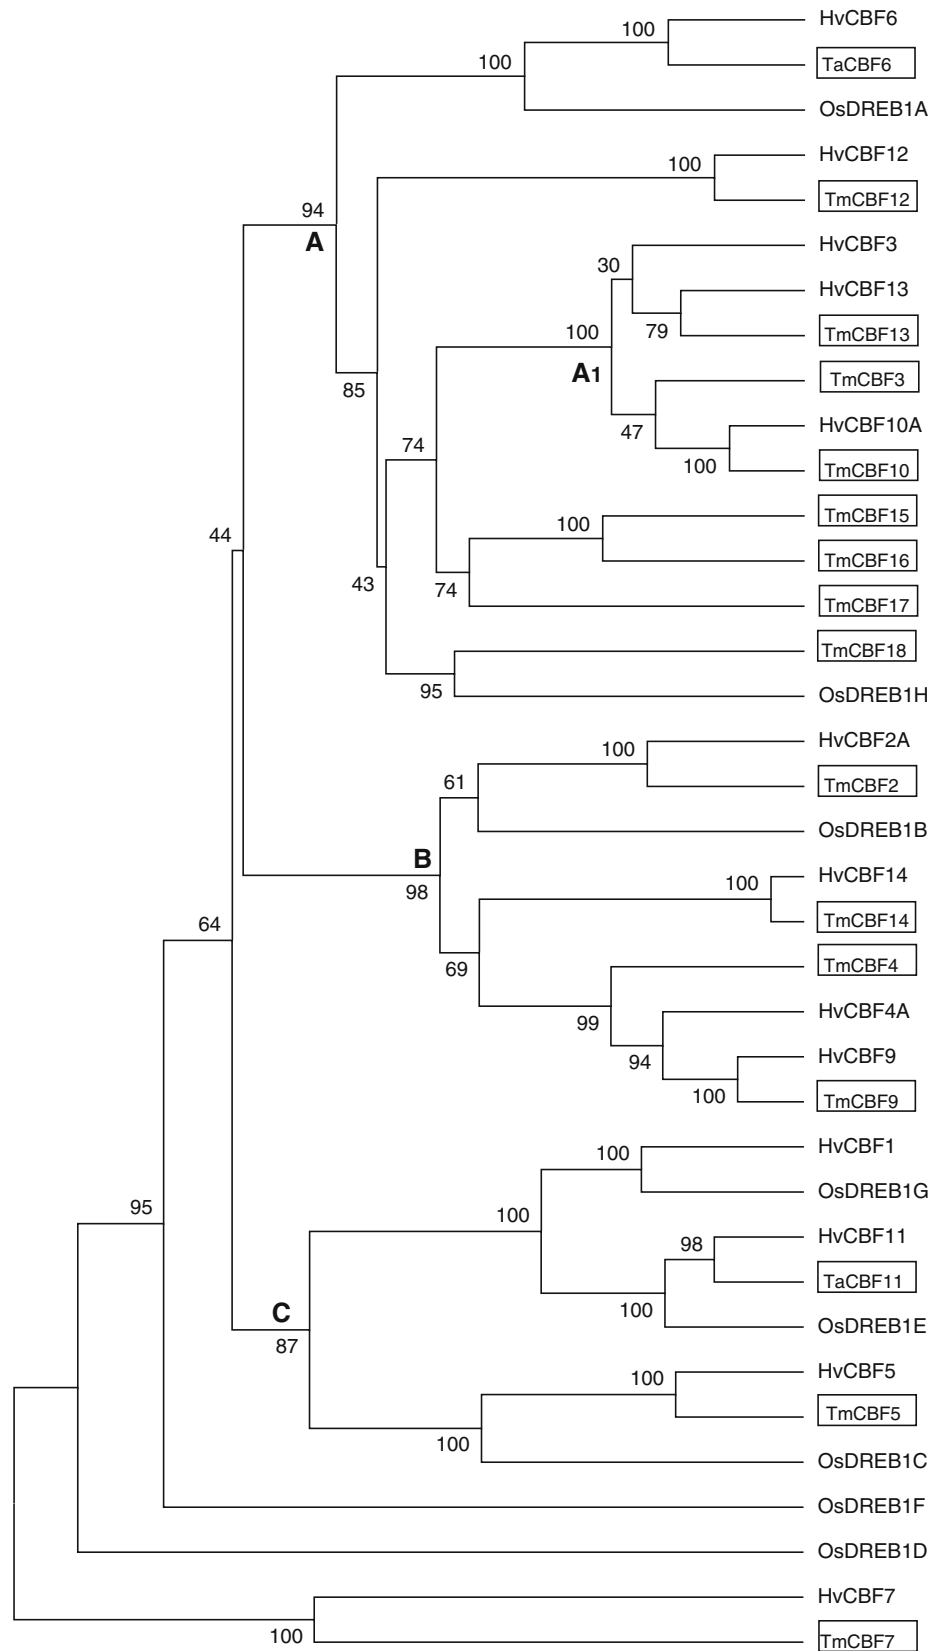 HvCBF6
100
TaCBF6
100
OsDREB1A
HvCBF12
100
TmCBF12
94
A
HvCBF3
30
HvCBF13
100
79
TmCBF13
A1
TmCBF3
85
HvCBF10A
47
74
100
TmCBF10
TmCBF15
100
44
TmCBF16
43
74
TmCBF17
TmCBF18
95
OsDREB1H
HvCBF2A
100
61
TmCBF2
OsDREB1B
B
98
HvCBF14
100
TmCBF14
64
69
TmCBF4
HvCBF4A
99
HvCBF9
94
100
TmCBF9
HvCBF1
100
OsDREB1G
95
100
HvCBF11
98
TaCBF11
100
C
OsDREB1E
87
HvCBF5
100
TmCBF5
100
OsDREB1C
OsDREB1F
OsDREB1D
HvCBF7
100
TmCBF7